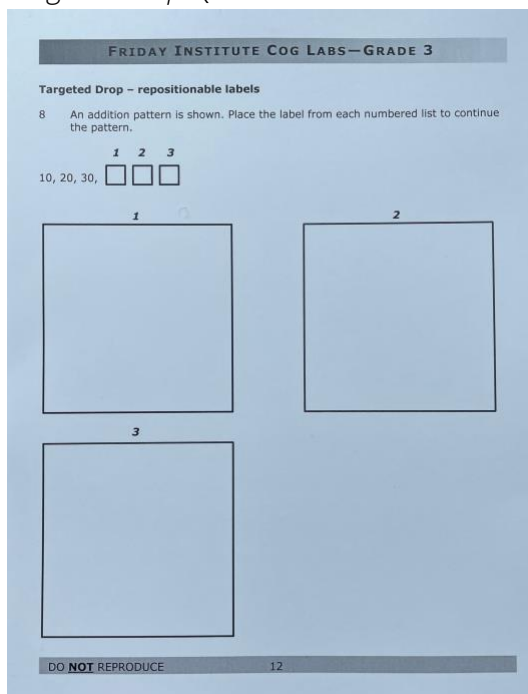 FRIDAY INSTITUTE COG LABS—GRADE 3
Targeted Drop – repositionable labels
8 An addition pattern is shown. Place the label from each numbered list to continue
the pattern.
1 2 3
10, 20, 30,
1 2
3
DO NOT REPRODUCE 12